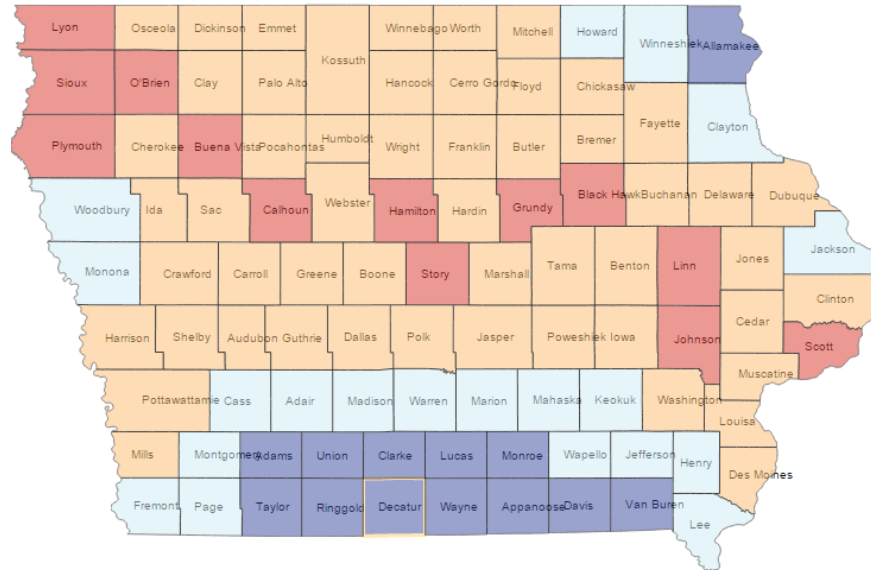 Lyon
Osceola
Dickinson
Emmet
Winnebago
Worth
Mitchell
Howard
Winneshiek
Allamakee
Kossuth
Sioux
O'Brien
Clay
Palo Alto
Hancock
Cerro Gordo
Floyd
Chickasaw
Fayette
Clayton
Plymouth
Cherokee
Buena Vista
Pocahontas
Humboldt
Wright
Franklin
Butler
Bremer
Woodbury
Ida
Sac
Calhoun
Webster
Hamilton
Hardin
Grundy
Black Hawk
Buchanan
Delaware
Dubuque
Monona
Crawford
Carroll
Greene
Boone
Story
Marshall
Tama
Benton
Linn
Jones
Jackson
Clinton
Harrison
Shelby
Audubon
Guthrie
Dallas
Polk
Jasper
Poweshiek
Iowa
Johnson
Cedar
Scott
Muscatine
Pottawattamie
Cass
Adair
Madison
Warren
Marion
Mahaska
Keokuk
Washington
Louisa
Mills
Montgomery
Adams
Union
Clarke
Lucas
Monroe
Wapello
Jefferson
Henry
Des Moines
Fremont
Page
Taylor
Ringgold
Decatur
Wayne
Appanoose
Davis
Van Buren
Lee